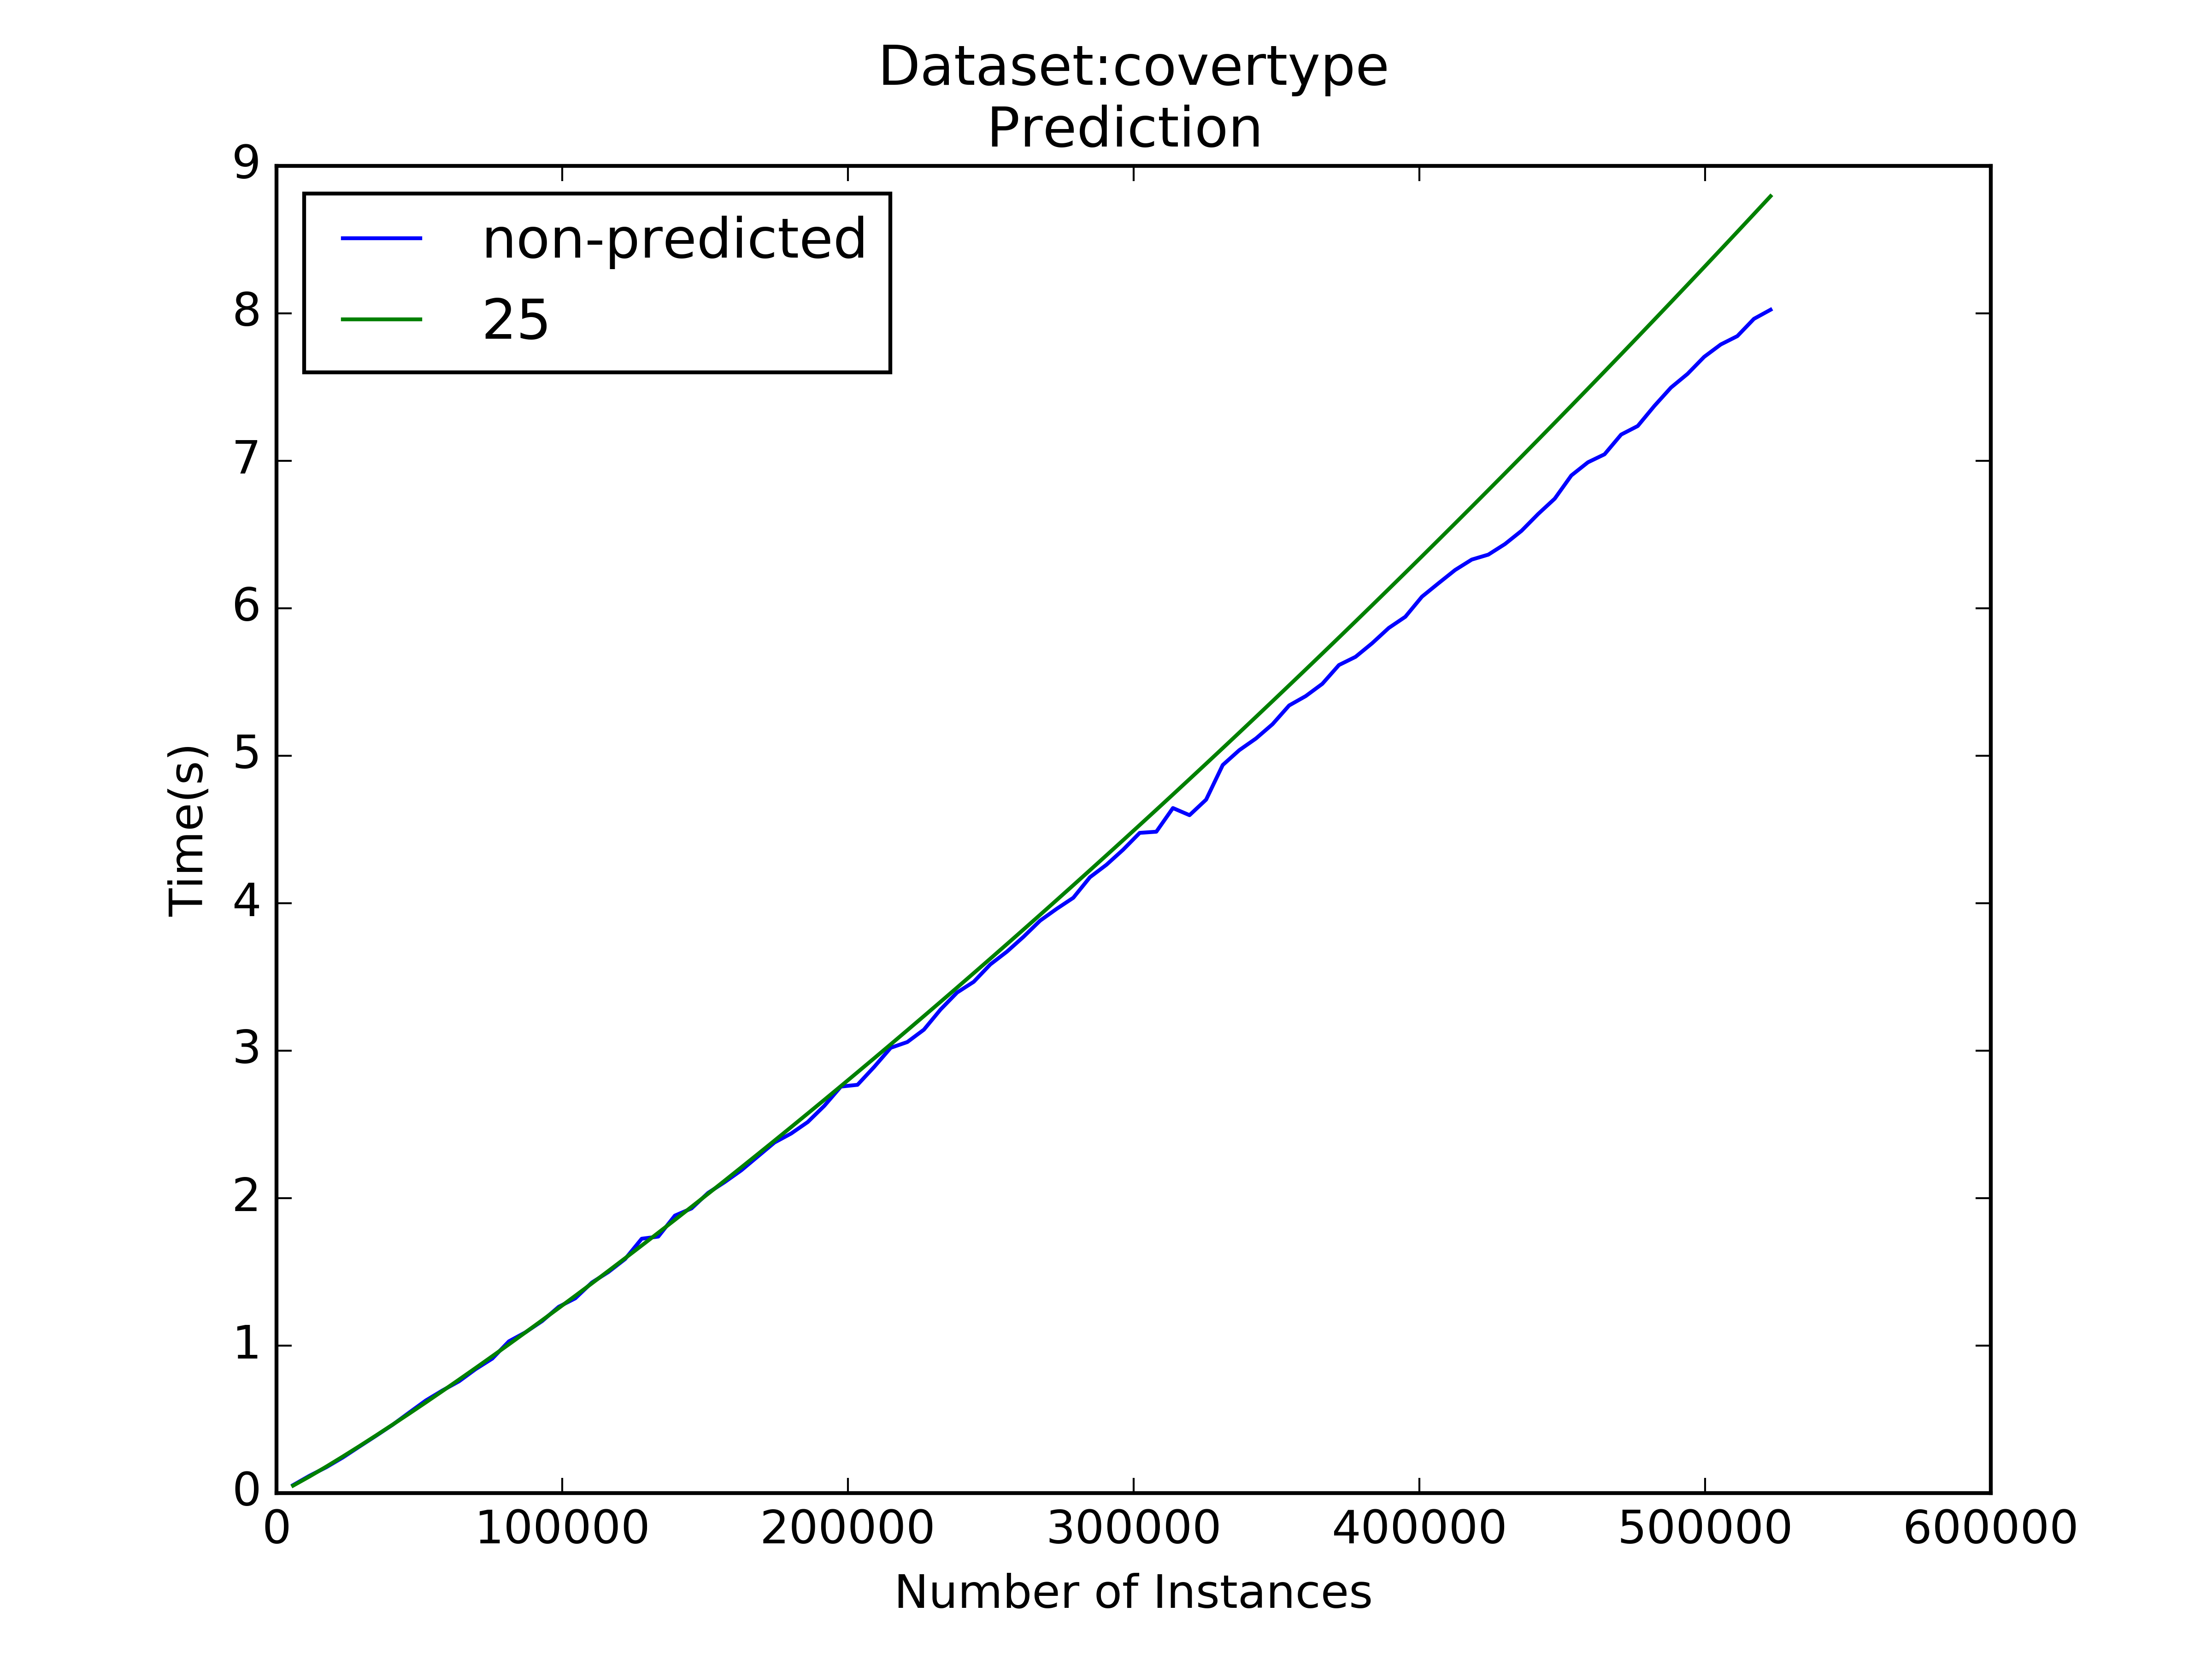 Dataset:covertype
Prediction
non-predicted
25
9
8
7
6
5
4
3
2
1
0
Time(s)
0 100000 200000 300000 400000 500000 600000
Number of Instances